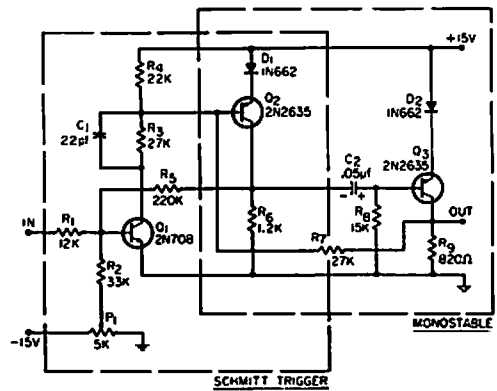 +15V
R4
22K
D1
1N662
Q2
2N2635
D2
1N662
C1
22pf
R3
27K
R5
220K
C2
.05µf
- +
Q3
2N2635
IN
R1
12K
Q1
2N708
R6
1.2K
R8
15K
OUT
R2
33K
R7
27K
R9
820Ω
-15V
P1
5K
MONOSTABLE
SCHMITT TRIGGER